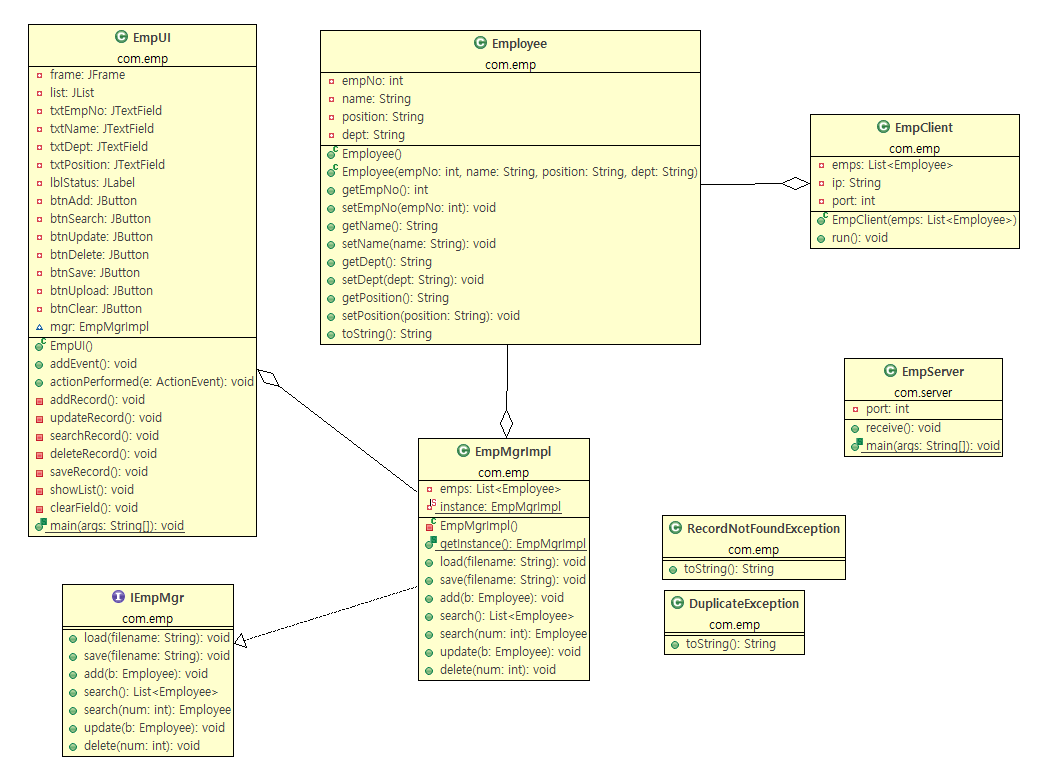 EmpUI
com.emp
frame: JFrame
list: JList
txtEmpNo: JTextField
txtName: JTextField
txtDept: JTextField
txtPosition: JTextField
lblStatus: JLabel
btnAdd: JButton
btnSearch: JButton
btnUpdate: JButton
btnDelete: JButton
btnSave: JButton
btnUpload: JButton
btnClear: JButton
mgr: EmpMgrImpl
EmpUI()
addEvent(): void
actionPerformed(e: ActionEvent): void
addRecord(): void
updateRecord(): void
searchRecord(): void
deleteRecord(): void
saveRecord(): void
showList(): void
clearField(): void
main(args: String[]): void
Employee
com.emp
empNo: int
name: String
position: String
dept: String
Employee()
Employee(empNo: int, name: String, position: String, dept: String)
getEmpNo(): int
setEmpNo(empNo: int): void
getName(): String
setName(name: String): void
getDept(): String
setDept(dept: String): void
getPosition(): String
setPosition(position: String): void
toString(): String
EmpClient
com.emp
emps: List<Employee>
ip: String
port: int
EmpClient(emps: List<Employee>)
run(): void
EmpServer
com.server
port: int
receive(): void
main(args: String[]): void
EmpMgrImpl
com.emp
emps: List<Employee>
instance: EmpMgrImpl
EmpMgrImpl()
getInstance(): EmpMgrImpl
load(filename: String): void
save(filename: String): void
add(b: Employee): void
search(): List<Employee>
search(num: int): Employee
update(b: Employee): void
delete(num: int): void
RecordNotFoundException
com.emp
toString(): String
DuplicateException
com.emp
toString(): String
IEmpMgr
com.emp
load(filename: String): void
save(filename: String): void
add(b: Employee): void
search(): List<Employee>
search(num: int): Employee
update(b: Employee): void
delete(num: int): void